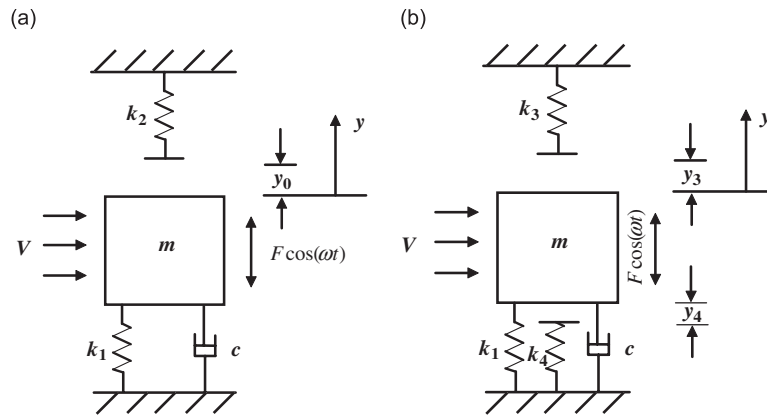 (a)
k₂
y
y₀
V
m
F cos(ωt)
k₁
c
(b)
k₃
y
y₃
V
m
F cos(ωt)
y₄
k₁
k₄
c